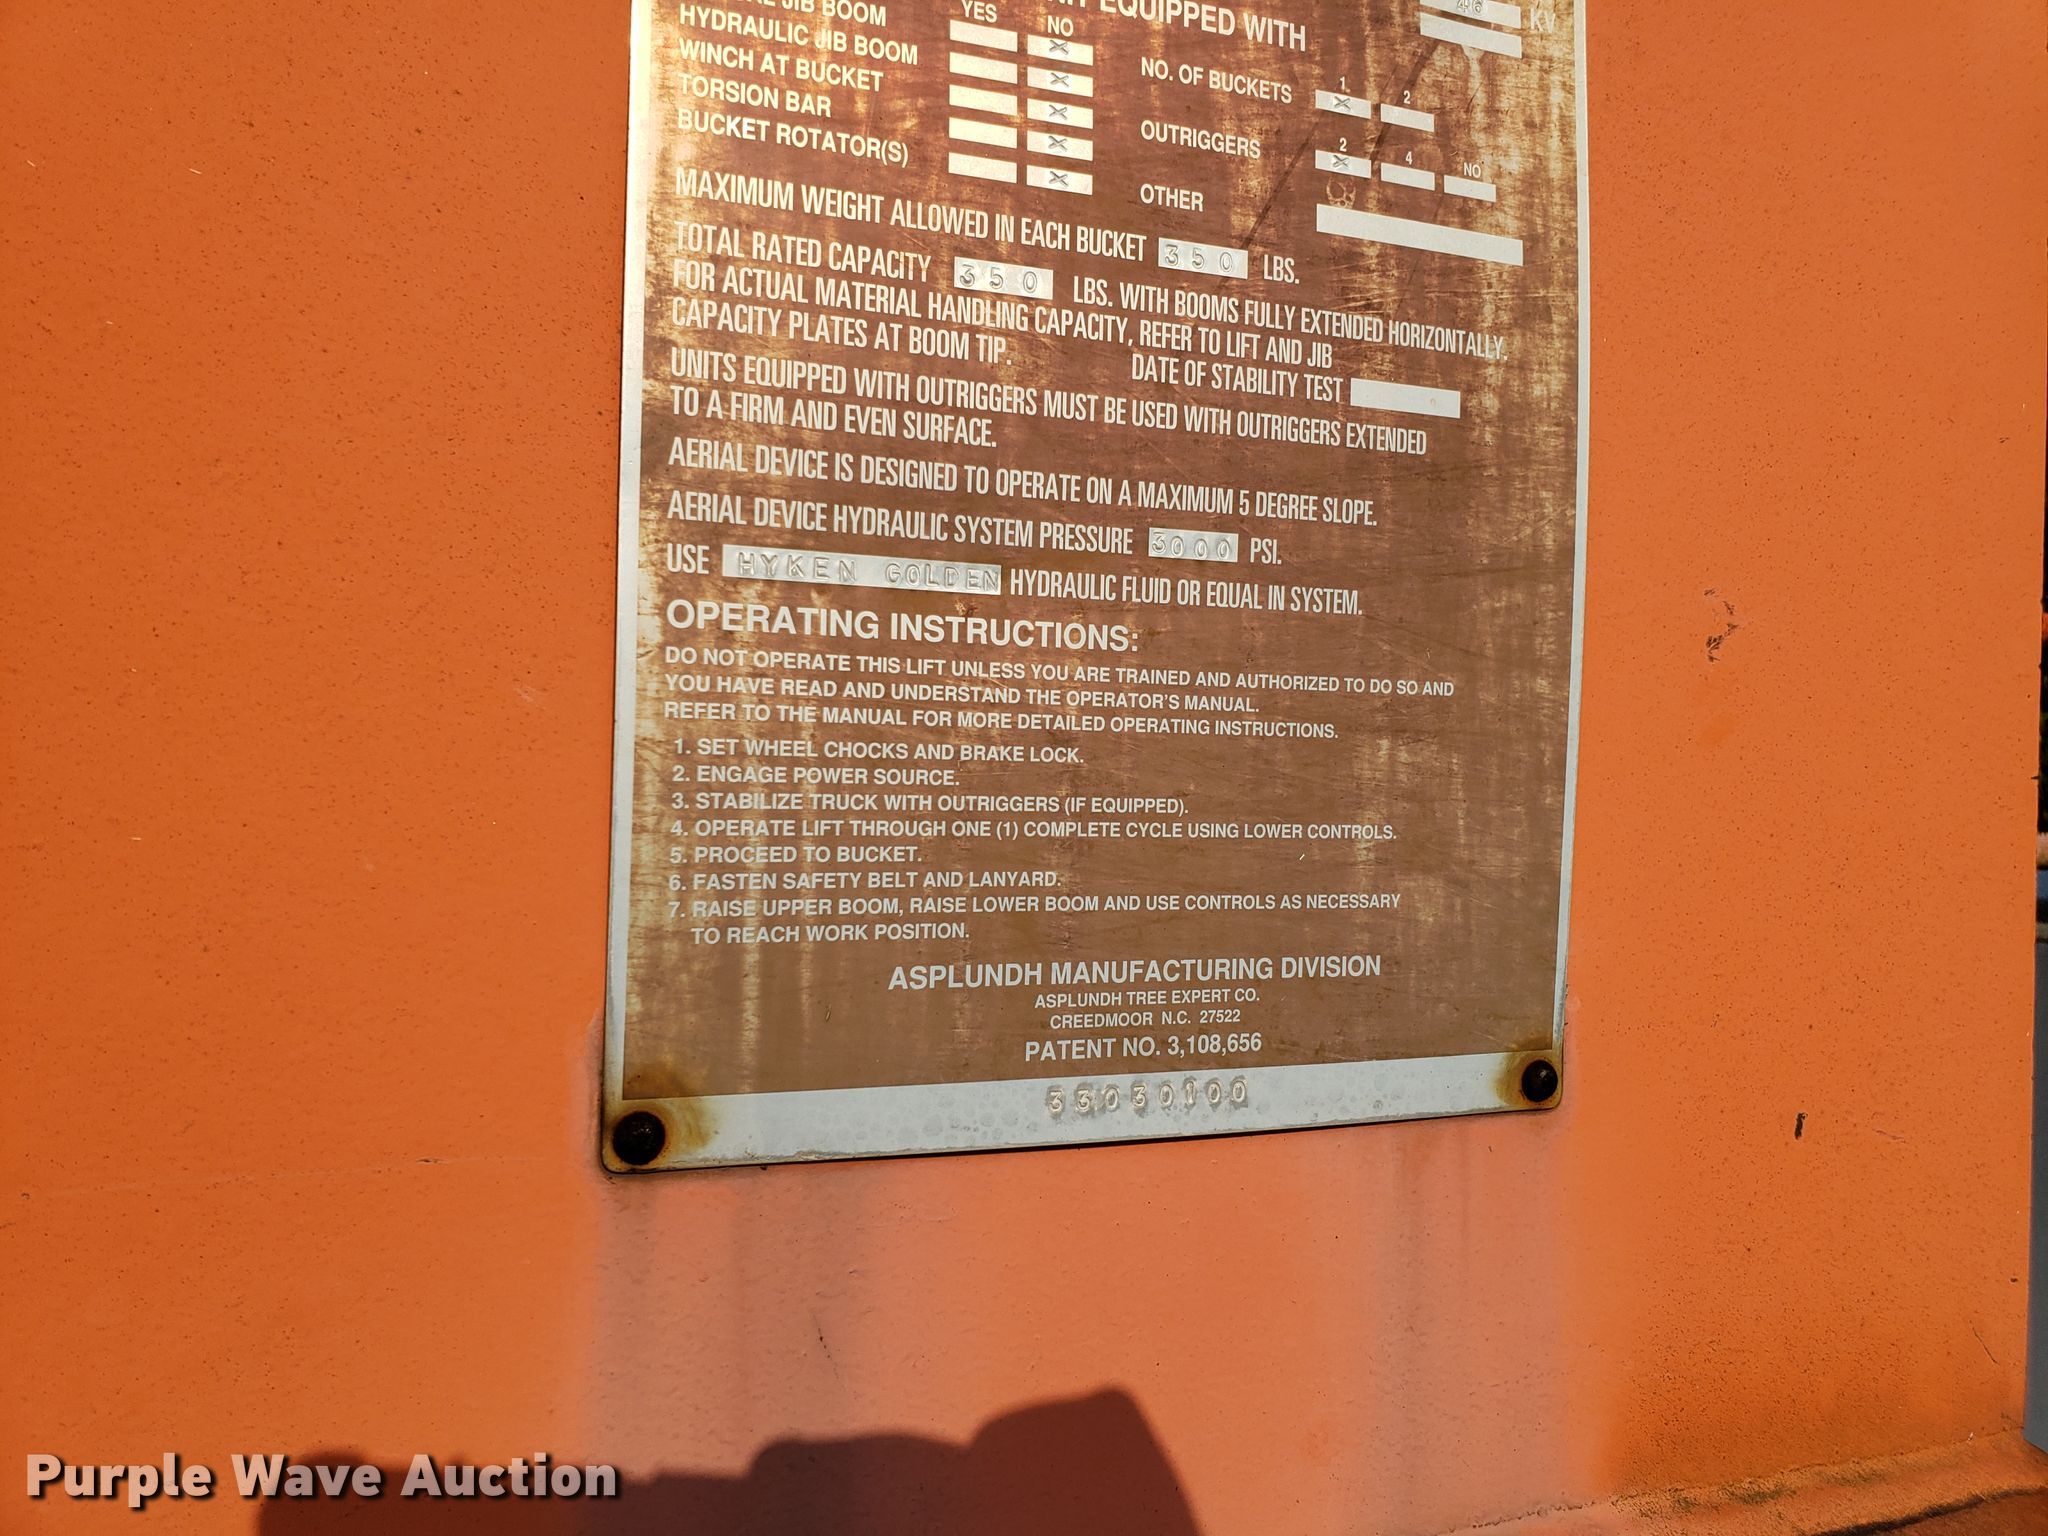 EQUIPPED WITH
46
KV
JIB BOOM
YES
NO
HYDRAULIC JIB BOOM
X
WINCH AT BUCKET
X
TORSION BAR
X
BUCKET ROTATOR(S)
X
X
NO. OF BUCKETS
1 2
X
OUTRIGGERS
2 4 NO
X
OTHER
MAXIMUM WEIGHT ALLOWED IN EACH BUCKET 350 LBS.
TOTAL RATED CAPACITY 350 LBS. WITH BOOMS FULLY EXTENDED HORIZONTALLY.
FOR ACTUAL MATERIAL HANDLING CAPACITY, REFER TO LIFT AND JIB
CAPACITY PLATES AT BOOM TIP.
DATE OF STABILITY TEST
UNITS EQUIPPED WITH OUTRIGGERS MUST BE USED WITH OUTRIGGERS EXTENDED
TO A FIRM AND EVEN SURFACE.
AERIAL DEVICE IS DESIGNED TO OPERATE ON A MAXIMUM 5 DEGREE SLOPE.
AERIAL DEVICE HYDRAULIC SYSTEM PRESSURE 3000 PSI.
USE HYKEN GOLDEN HYDRAULIC FLUID OR EQUAL IN SYSTEM.
OPERATING INSTRUCTIONS:
DO NOT OPERATE THIS LIFT UNLESS YOU ARE TRAINED AND AUTHORIZED TO DO SO AND
YOU HAVE READ AND UNDERSTAND THE OPERATOR'S MANUAL.
REFER TO THE MANUAL FOR MORE DETAILED OPERATING INSTRUCTIONS.
1. SET WHEEL CHOCKS AND BRAKE LOCK.
2. ENGAGE POWER SOURCE.
3. STABILIZE TRUCK WITH OUTRIGGERS (IF EQUIPPED).
4. OPERATE LIFT THROUGH ONE (1) COMPLETE CYCLE USING LOWER CONTROLS.
5. PROCEED TO BUCKET.
6. FASTEN SAFETY BELT AND LANYARD.
7. RAISE UPPER BOOM, RAISE LOWER BOOM AND USE CONTROLS AS NECESSARY
TO REACH WORK POSITION.
ASPLUNDH MANUFACTURING DIVISION
ASPLUNDH TREE EXPERT CO.
CREEDMOOR N.C. 27522
PATENT NO. 3,108,656
33030100
Purple Wave Auction